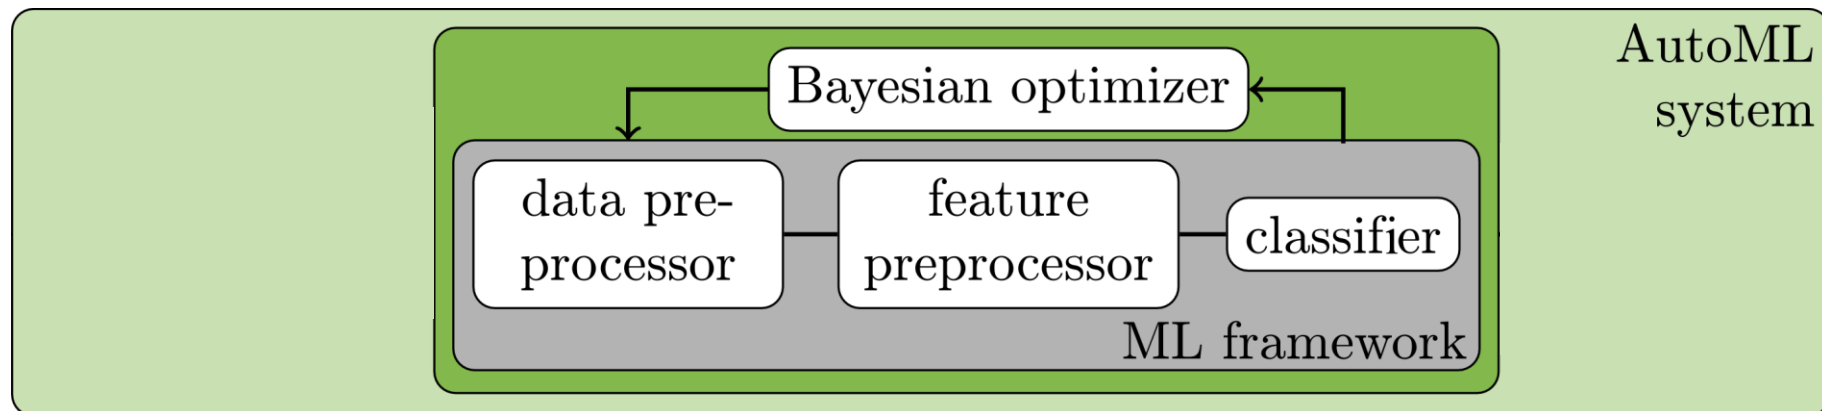 AutoML
system
Bayesian optimizer
data pre-
processor
feature
preprocessor
classifier
ML framework